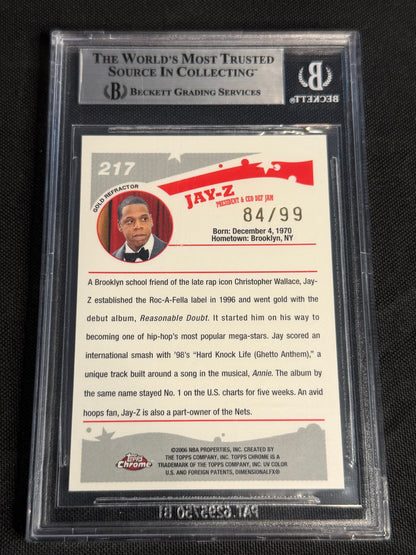 THE WORLD'S MOST TRUSTED
SOURCE IN COLLECTING™
B BECKETT GRADING SERVICES
B
BECKETT
217
GOLD REFRACTOR
JAY-Z
PRESIDENT & CEO DEF JAM
84/99
Born: December 4, 1970
Hometown: Brooklyn, NY
A Brooklyn school friend of the late rap icon Christopher Wallace, Jay-
Z established the Roc-A-Fella label in 1996 and went gold with the
debut album, Reasonable Doubt. It started him on his way to
becoming one of hip-hop's most popular mega-stars. Jay scored an
international smash with '98's "Hard Knock Life (Ghetto Anthem)," a
unique track built around a song in the musical, Annie. The album by
the same name stayed No. 1 on the U.S. charts for five weeks. An avid
hoops fan, Jay-Z is also a part-owner of the Nets.
Topps
Chrome
©2006 NBA PROPERTIES, INC. CREATED BY
THE TOPPS COMPANY, INC. TOPPS CHROME IS A
TRADEMARK OF THE TOPPS COMPANY, INC. UV COLOR
U.S. AND FOREIGN PATENTS, DIMENSIONALFX®